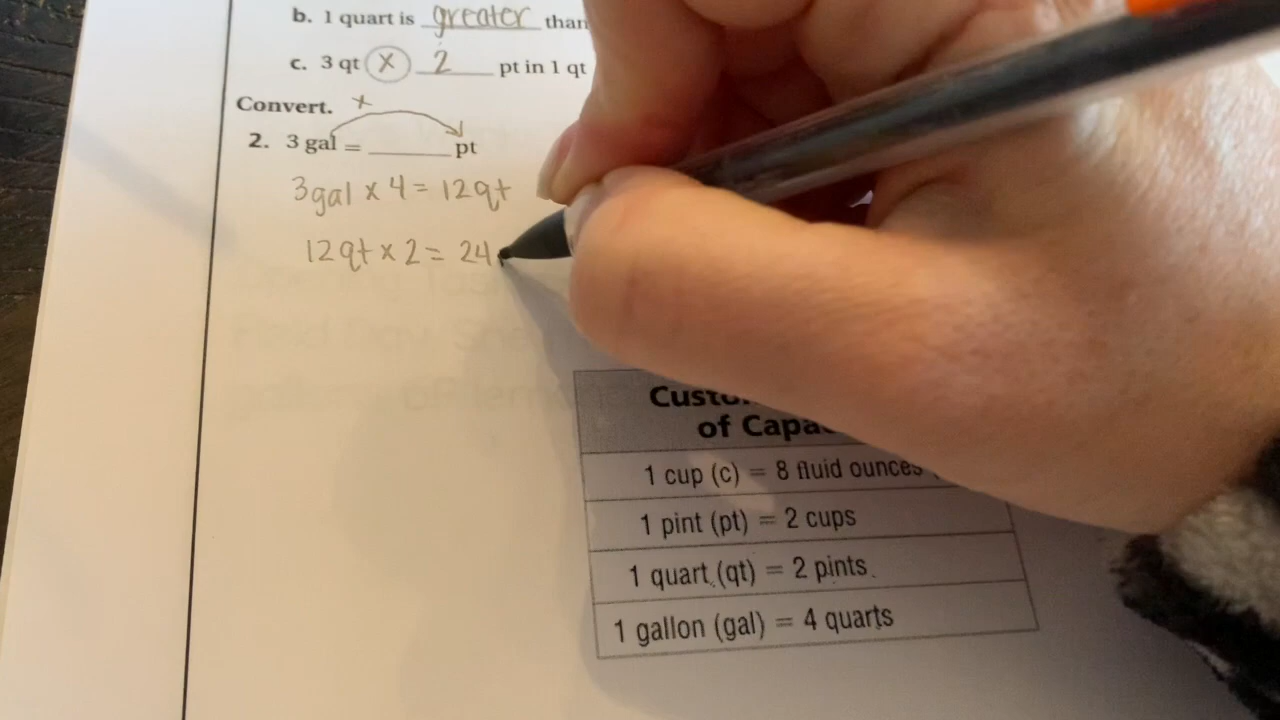 b. 1 quart is greater than
c. 3 qt × 2 pt in 1 qt
Convert. ×
2. 3 gal = ______ pt
3gal × 4 = 12qt
12qt × 2 = 24
of
1 cup (c) = 8 fluid ounces
1 pint (pt) = 2 cups
1 quart (qt) = 2 pints
1 gallon (gal) = 4 quarts